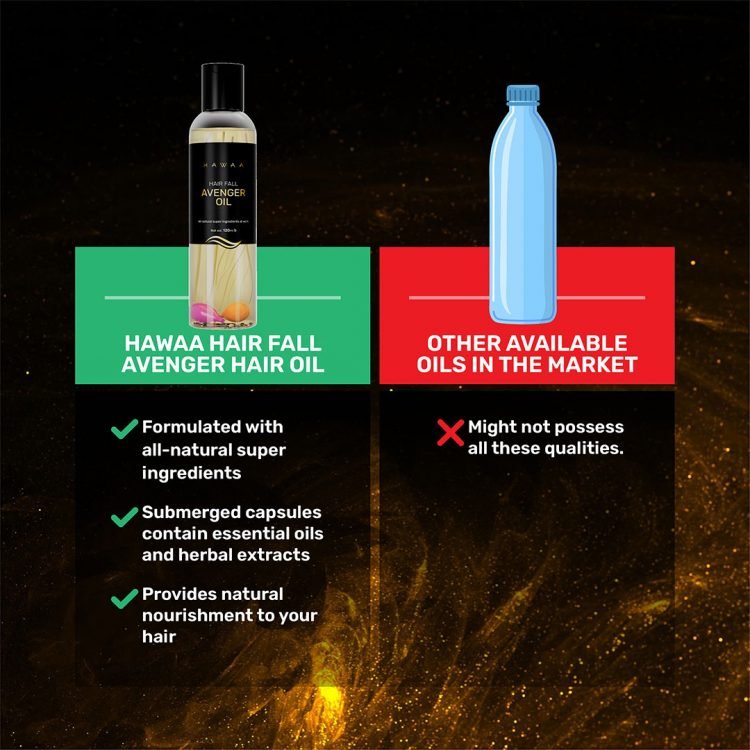 HAWAA
HAIR FALL
AVENGER
OIL
HAWAA HAIR FALL
AVENGER HAIR OIL
Formulated with
all-natural super
ingredients
Submerged capsules
contain essential oils
and herbal extracts
Provides natural
nourishment to your
hair
OTHER AVAILABLE
OILS IN THE MARKET
Might not possess
all these qualities.